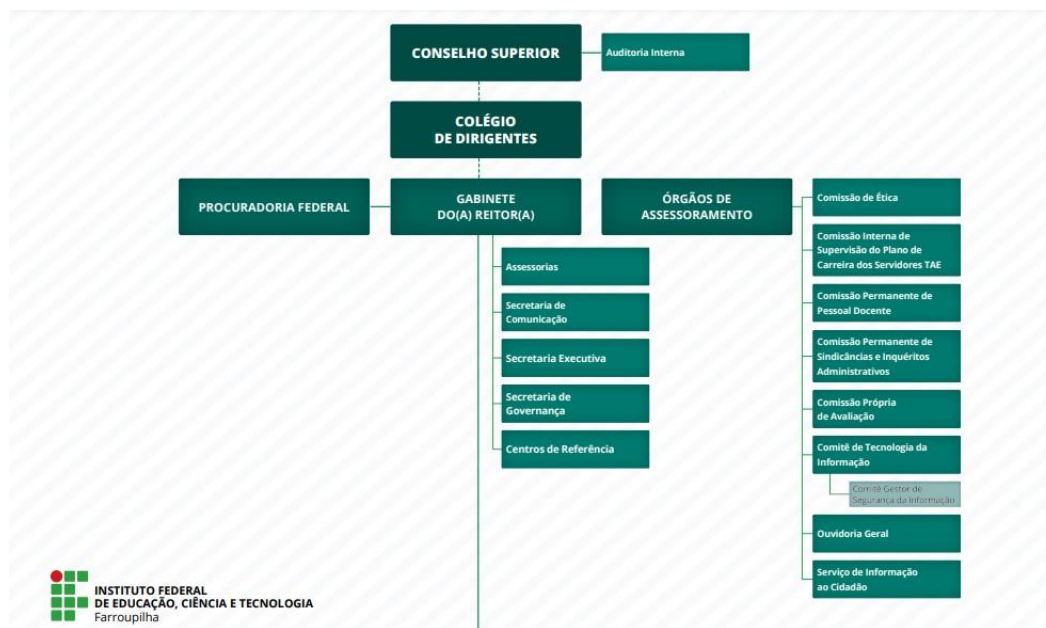 CONSELHO SUPERIOR
Auditoria Interna
COLÉGIO
DE DIRIGENTES
PROCURADORIA FEDERAL
GABINETE
DO(A) REITOR(A)
ÓRGÃOS DE
ASSESSORAMENTO
Assessorias
Secretaria de
Comunicação
Secretaria Executiva
Secretaria de
Governança
Centros de Referência
Comissão de Ética
Comissão Interna de
Supervisão do Plano de
Carreira dos Servidores TAE
Comissão Permanente de
Pessoal Docente
Comissão Permanente de
Sindicâncias e Inquéritos
Administrativos
Comissão Própria
de Avaliação
Comitê de Tecnologia da
Informação
Comitê Gestor de
Segurança da Informação
Ouvidoria Geral
Serviço de Informação
ao Cidadão
INSTITUTO FEDERAL
DE EDUCAÇÃO, CIÊNCIA E TECNOLOGIA
Farroupilha